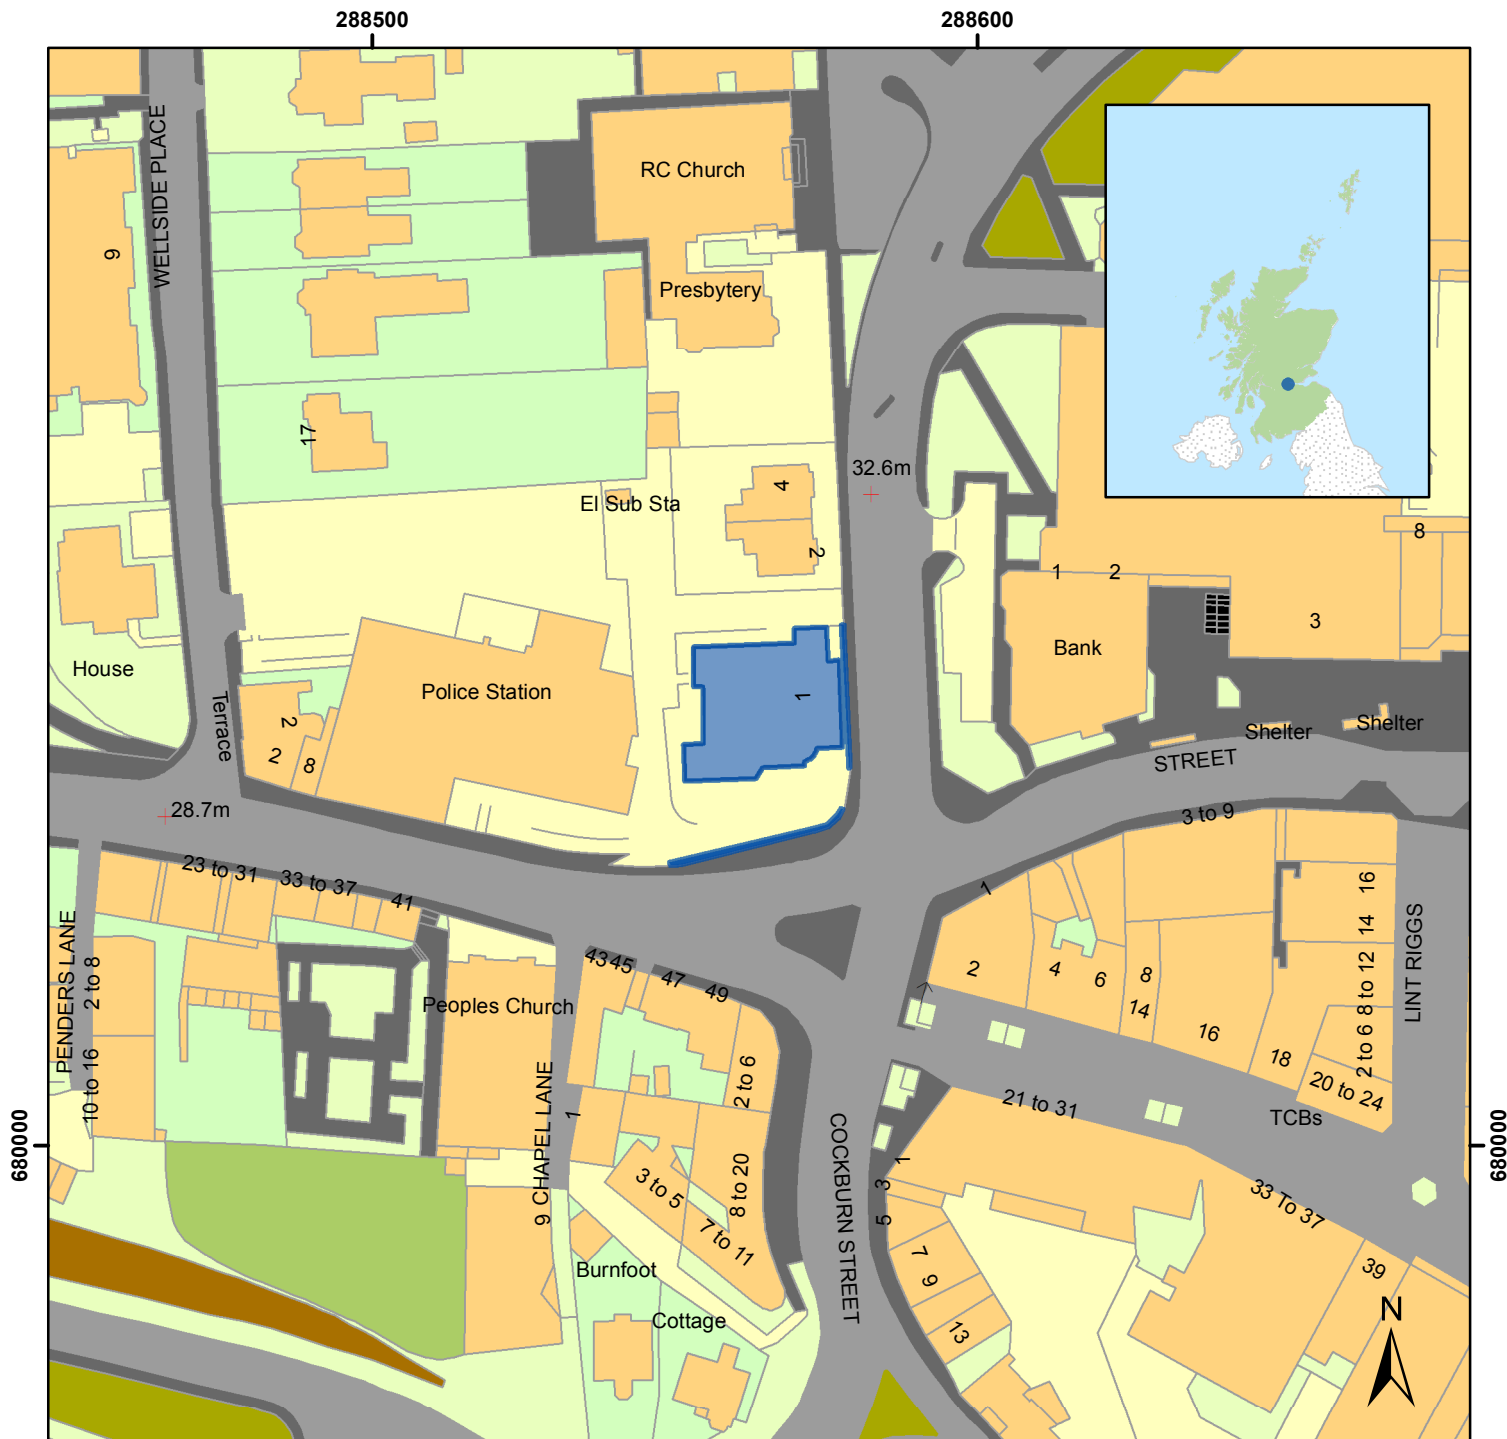 288500
288600
WELLSIDE PLACE
RC Church
9
Presbytery
17
32.6m
4
El Sub Sta
2
8
1
2
3
House
Bank
Police Station
1
Terrace
2
2
8
Shelter
Shelter
STREET
28.7m
3 to 9
23 to 31
33 to 37
41
1
16
14
8 to 12
2 to 6
LINT RIGGS
PENDERS LANE
2 to 8
10 to 16
43
45
47
49
2
4
6
8
14
16
18
20 to 24
Peoples Church
2 to 6
21 to 31
TCBs
680000
680000
9 CHAPEL LANE
1
COCKBURN STREET
1
3
5
3 to 5
8 to 20
7 to 11
33 To 37
7
9
13
39
Burnfoot
Cottage
N